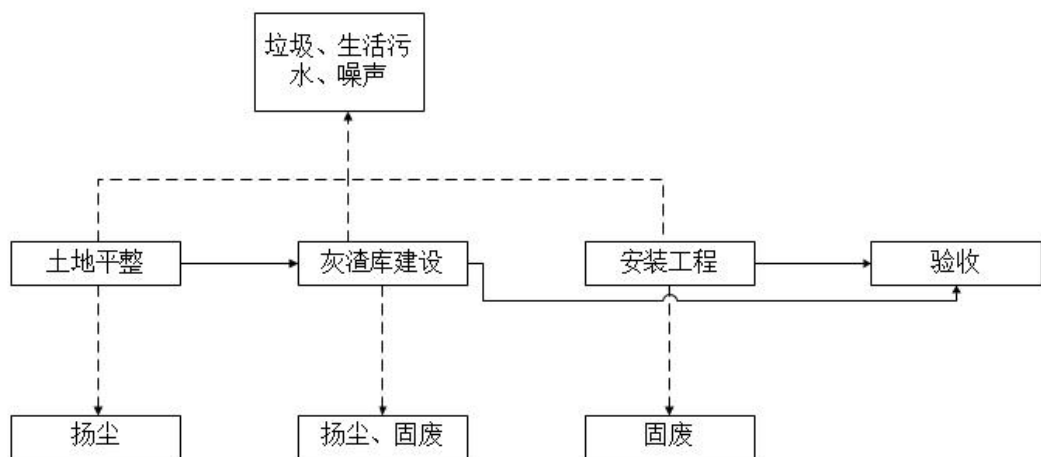 垃圾、生活污
水、噪声
土地平整
灰渣库建设
安装工程
验收
扬尘
扬尘、固废
固废